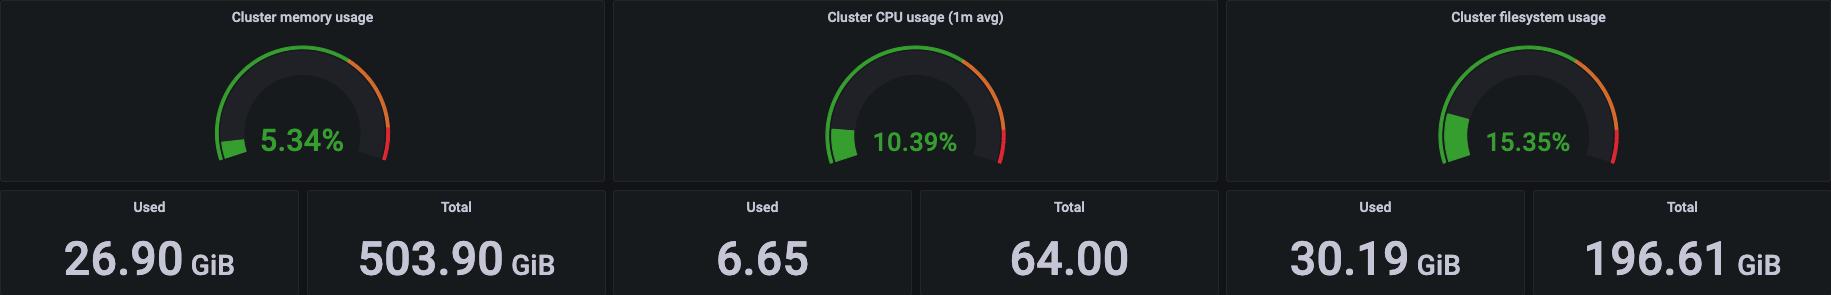 Cluster memory usage
5.34%
Cluster CPU usage (1m avg)
10.39%
Cluster filesystem usage
15.35%
Used
26.90 GiB
Total
503.90 GiB
Used
6.65
Total
64.00
Used
30.19 GiB
Total
196.61 GiB